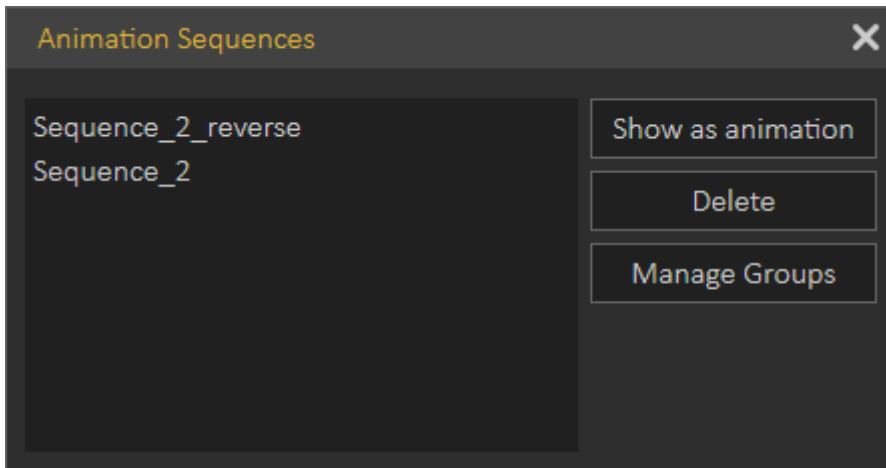 Animation Sequences
Sequence_2_reverse
Sequence_2
Show as animation
Delete
Manage Groups